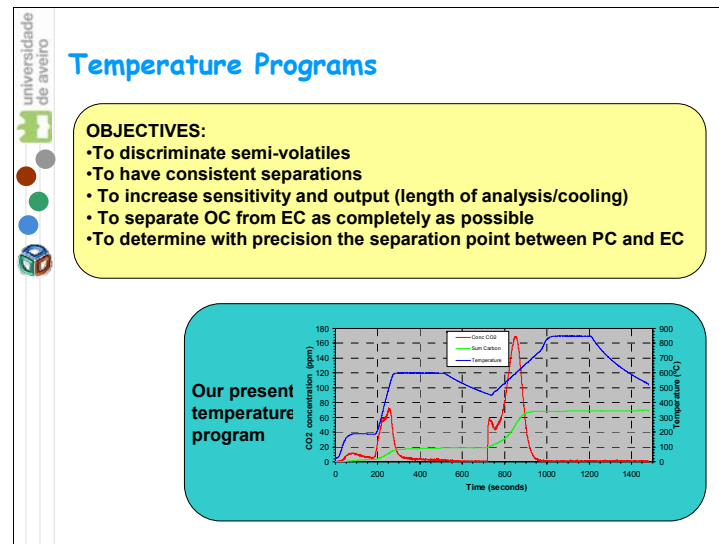 universidade
de aveiro
Temperature Programs
OBJECTIVES:
•To discriminate semi-volatiles
•To have consistent separations
• To increase sensitivity and output (length of analysis/cooling)
• To separate OC from EC as completely as possible
•To determine with precision the separation point between PC and EC
Our present
temperature
program
CO2 concentration (ppm)
180
160
140
120
100
80
60
40
20
0
Conc CO2
Sum Carbon
Temperature
900
800
700
600
500
400
300
200
100
0
Temperature (ºC)
0 200 400 600 800 1000 1200 1400
Time (seconds)